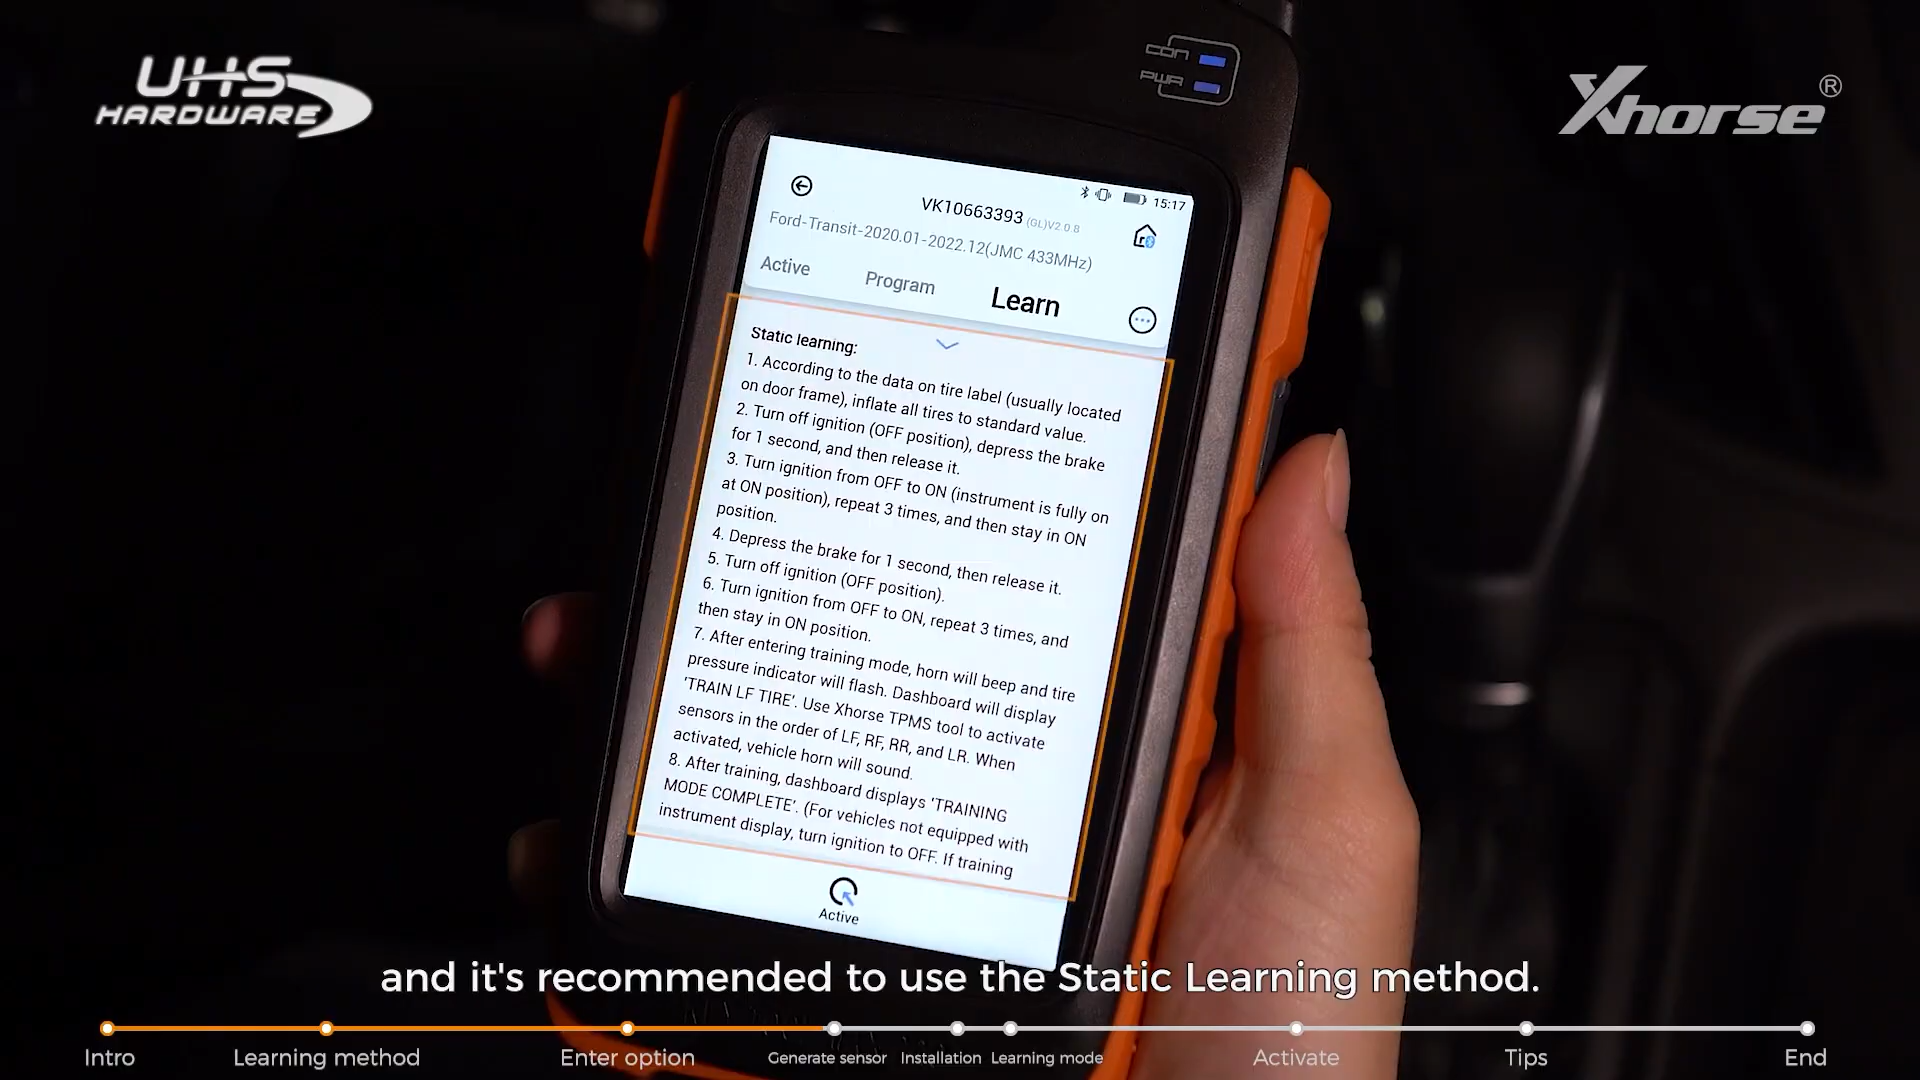 UHS
HARDWARE
Xhorse®
CON
PWR
15:17
VK10663393 (GL)V2.0.8
Ford-Transit-2020.01-2022.12(JMC 433MHz)
Active
Program
Learn
Static learning:
1. According to the data on tire label (usually located
on door frame), inflate all tires to standard value.
2. Turn off ignition (OFF position), depress the brake
for 1 second, and then release it.
3. Turn ignition from OFF to ON (instrument is fully on
at ON position), repeat 3 times, and then stay in ON
position.
4. Depress the brake for 1 second, then release it.
5. Turn off ignition (OFF position).
6. Turn ignition from OFF to ON, repeat 3 times, and
then stay in ON position.
7. After entering training mode, horn will beep and tire
pressure indicator will flash. Dashboard will display
'TRAIN LF TIRE'. Use Xhorse TPMS tool to activate
sensors in the order of LF, RF, RR, and LR. When
activated, vehicle horn will sound.
8. After training, dashboard displays 'TRAINING
MODE COMPLETE'. (For vehicles not equipped with
instrument display, turn ignition to OFF. If training
Active
and it's recommended to use the Static Learning method.
Intro
Learning method
Enter option
Generate sensor
Installation
Learning mode
Activate
Tips
End